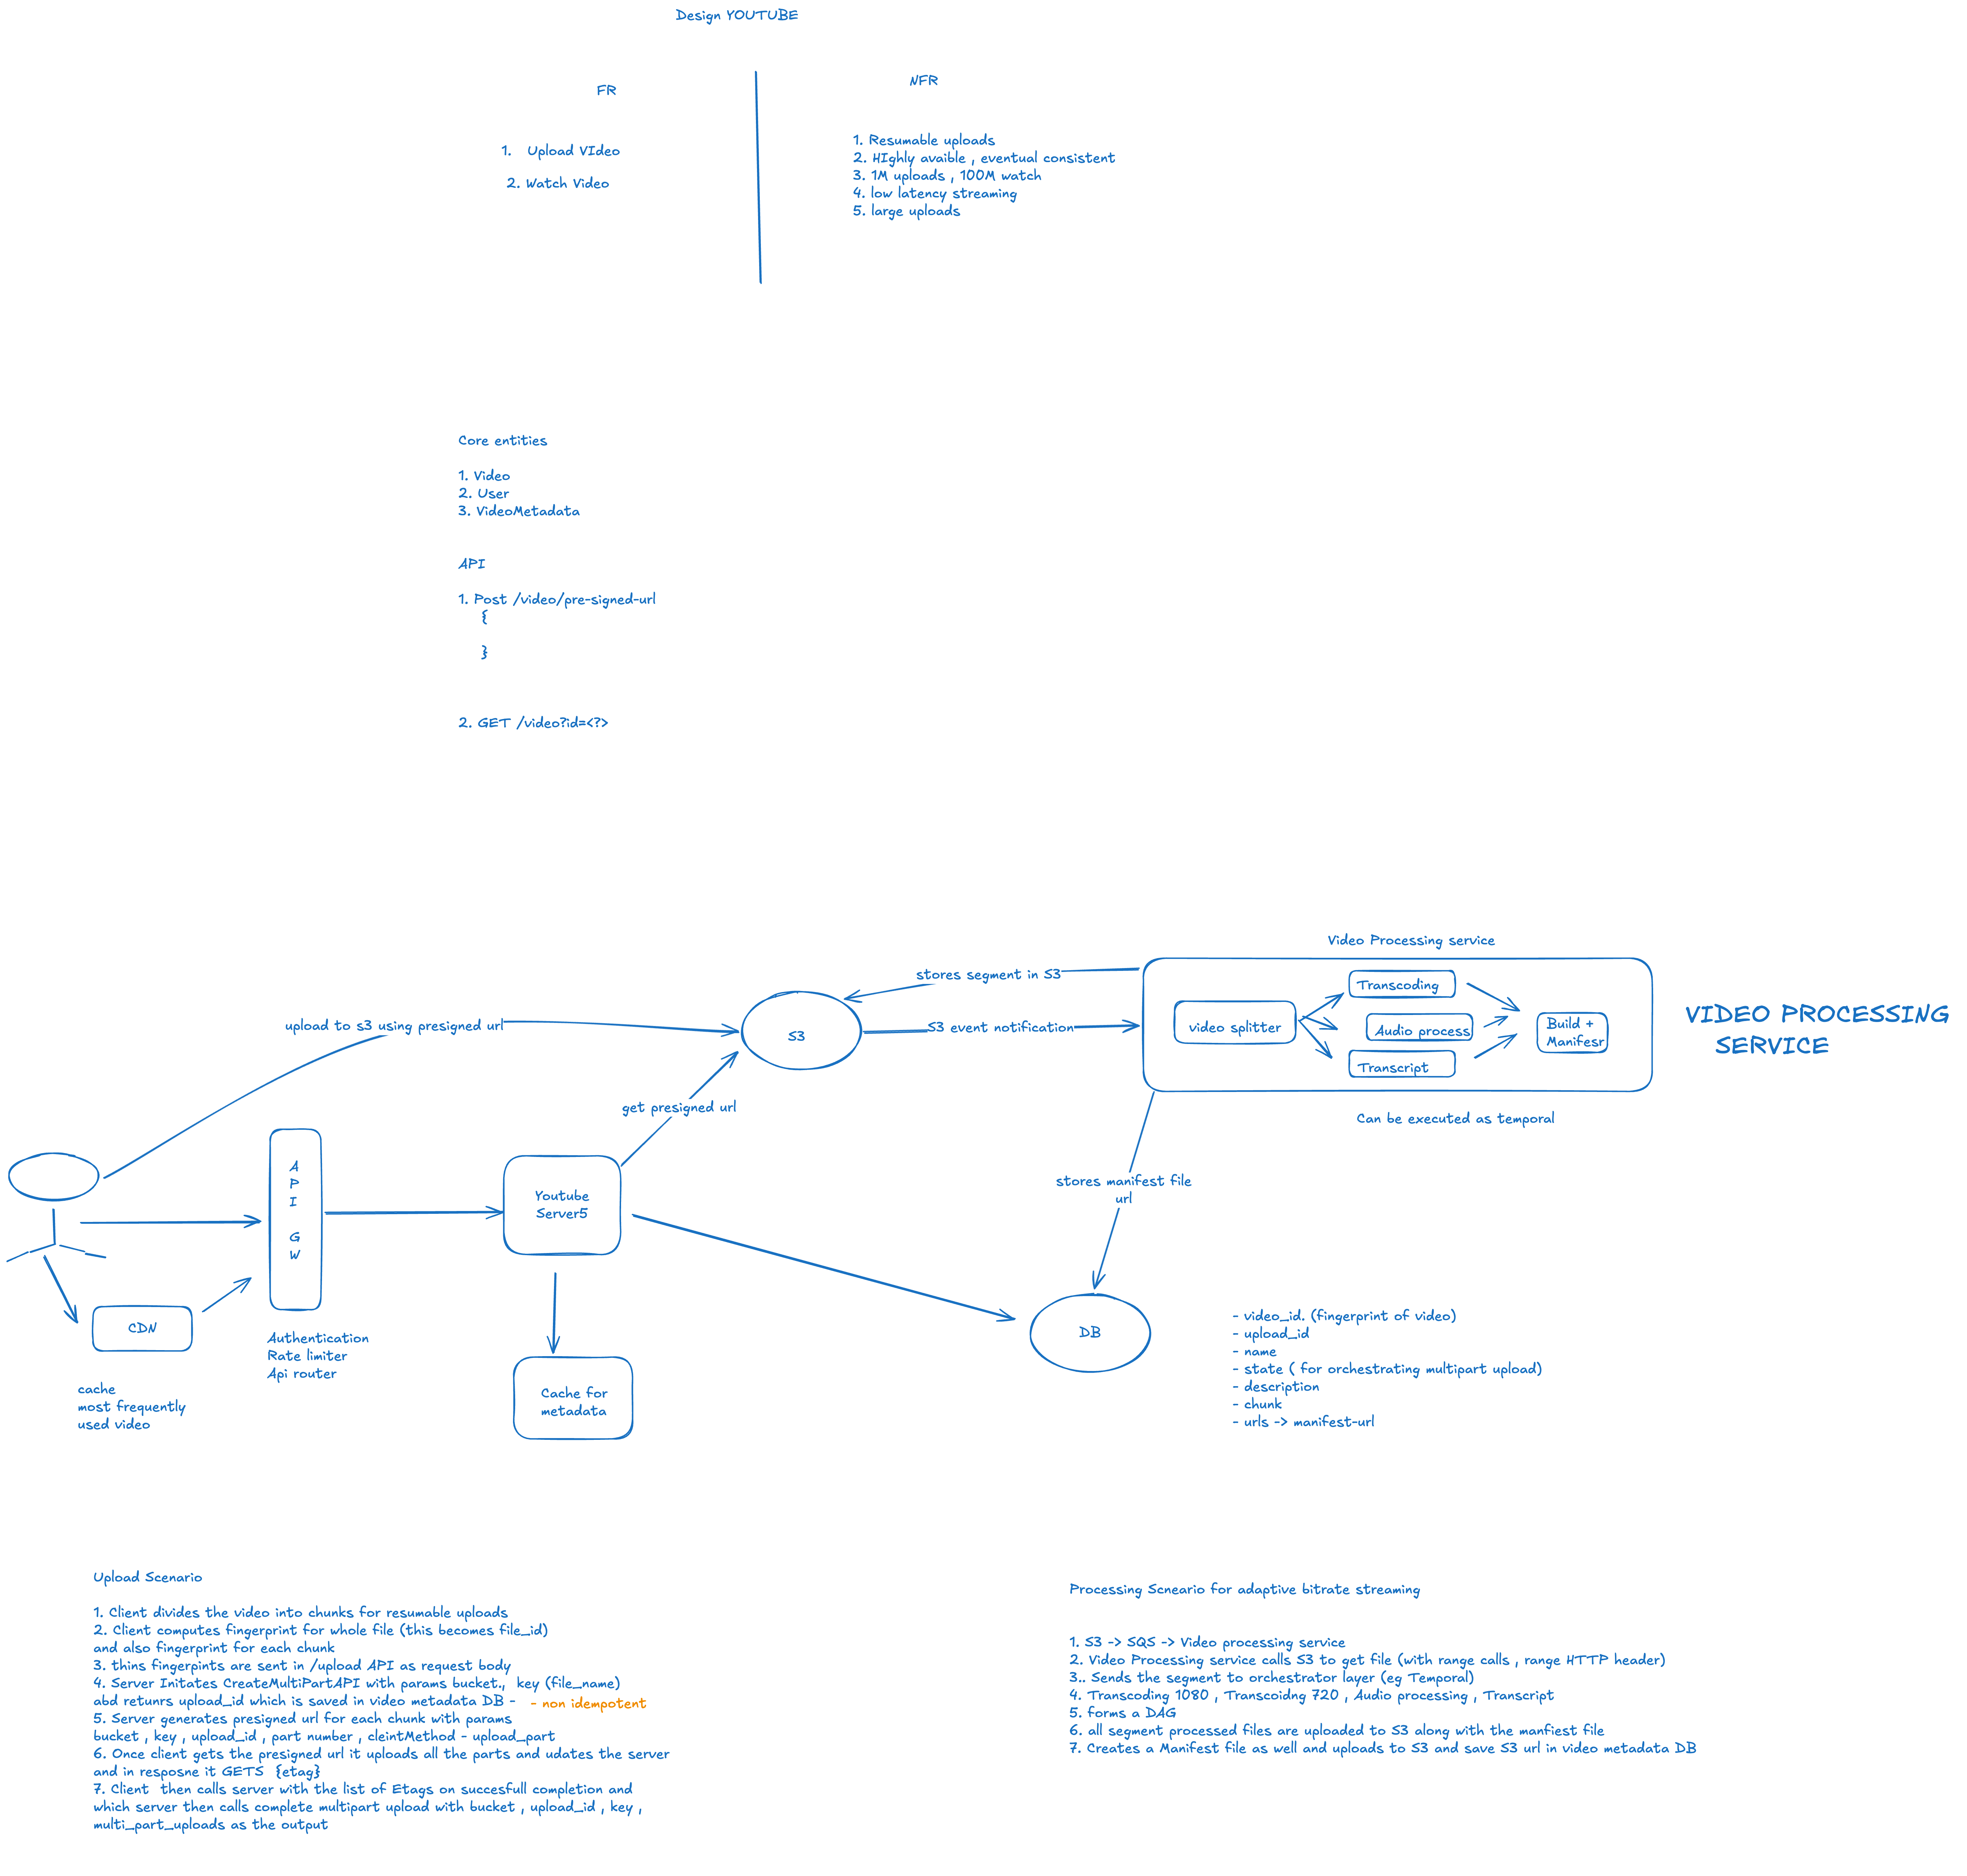 Design YOUTUBE
FR
NFR
1. Upload VIdeo
2. Watch Video
1. Resumable uploads
2. HIghly avaible , eventual consistent
3. 1M uploads , 100M watch
4. low latency streaming
5. large uploads
Core entities
1. Video
2. User
3. VideoMetadata
API
1. Post /video/pre-signed-url
{
}
2. GET /video?id=<?>
Video Processing service
stores segment in S3
S3 event notification
S3
video splitter
Transcoding
Audio process
Transcript
Build +
Manifesr
VIDEO PROCESSING
SERVICE
Can be executed as temporal
upload to s3 using presigned url
get presigned url
A
P
I
G
W
Youtube
Server5
stores manifest file
url
CDN
cache
most frequently
used video
Authentication
Rate limiter
Api router
Cache for
metadata
DB
- video_id. (fingerprint of video)
- upload_id
- name
- state ( for orchestrating multipart upload)
- description
- chunk
- urls -> manifest-url
Upload Scenario
1. Client divides the video into chunks for resumable uploads
2. Client computes fingerprint for whole file (this becomes file_id)
and also fingerprint for each chunk
3. thins fingerpints are sent in /upload API as request body
4. Server Initates CreateMultiPartAPI with params bucket., key (file_name)
abd retunrs upload_id which is saved in video metadata DB - - non idempotent
5. Server generates presigned url for each chunk with params
bucket , key , upload_id , part number , cleintMethod - upload_part
6. Once client gets the presigned url it uploads all the parts and udates the server
and in resposne it GETS {etag}
7. Client then calls server with the list of Etags on succesfull completion and
which server then calls complete multipart upload with bucket , upload_id , key ,
multi_part_uploads as the output
Processing Scneario for adaptive bitrate streaming
1. S3 -> SQS -> Video processing service
2. Video Processing service calls S3 to get file (with range calls , range HTTP header)
3.. Sends the segment to orchestrator layer (eg Temporal)
4. Transcoding 1080 , Transcoidng 720 , Audio processing , Transcript
5. forms a DAG
6. all segment processed files are uploaded to S3 along with the manfiest file
7. Creates a Manifest file as well and uploads to S3 and save S3 url in video metadata DB